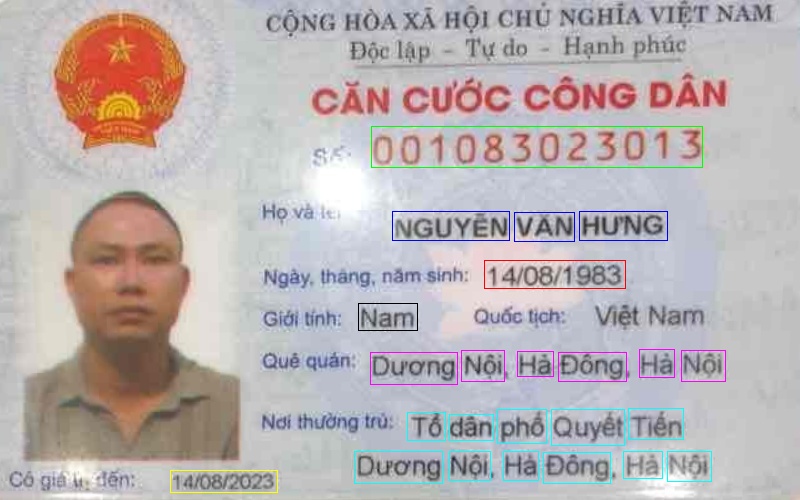 CỘNG HÒA XÃ HỘI CHỦ NGHĨA VIỆT NAM
Độc lập - Tự do - Hạnh phúc
CĂN CƯỚC CÔNG DÂN
Số: 001083023013
Họ và tên: NGUYỄN VĂN HƯNG
Ngày, tháng, năm sinh: 14/08/1983
Giới tính: Nam Quốc tịch: Việt Nam
Quê quán: Dương Nội, Hà Đông, Hà Nội
Nơi thường trú: Tổ dân phố Quyết Tiến
Dương Nội, Hà Đông, Hà Nội
Có giá trị đến: 14/08/2023